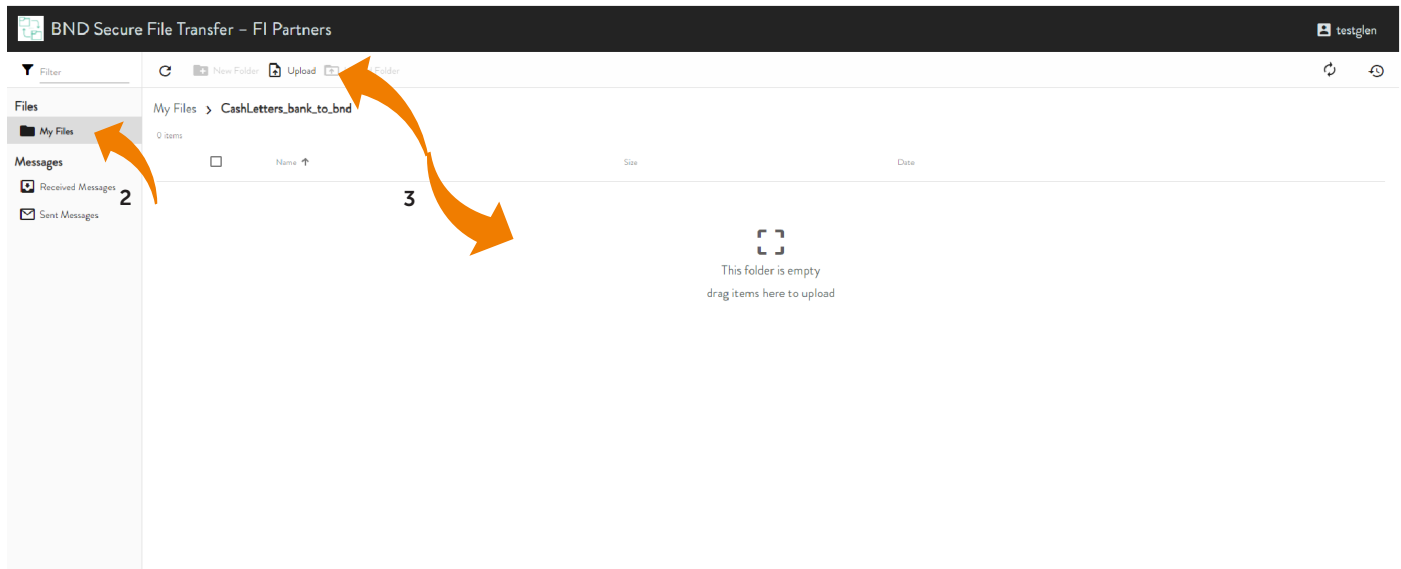 BND Secure File Transfer – FI Partners
testglen
Filter
New Folder
Upload
Folder
Files
My Files
My Files > CashLetters_bank_to_bnd
0 items
Name
Size
Date
Messages
Received Messages
Sent Messages
2
3
This folder is empty
drag items here to upload